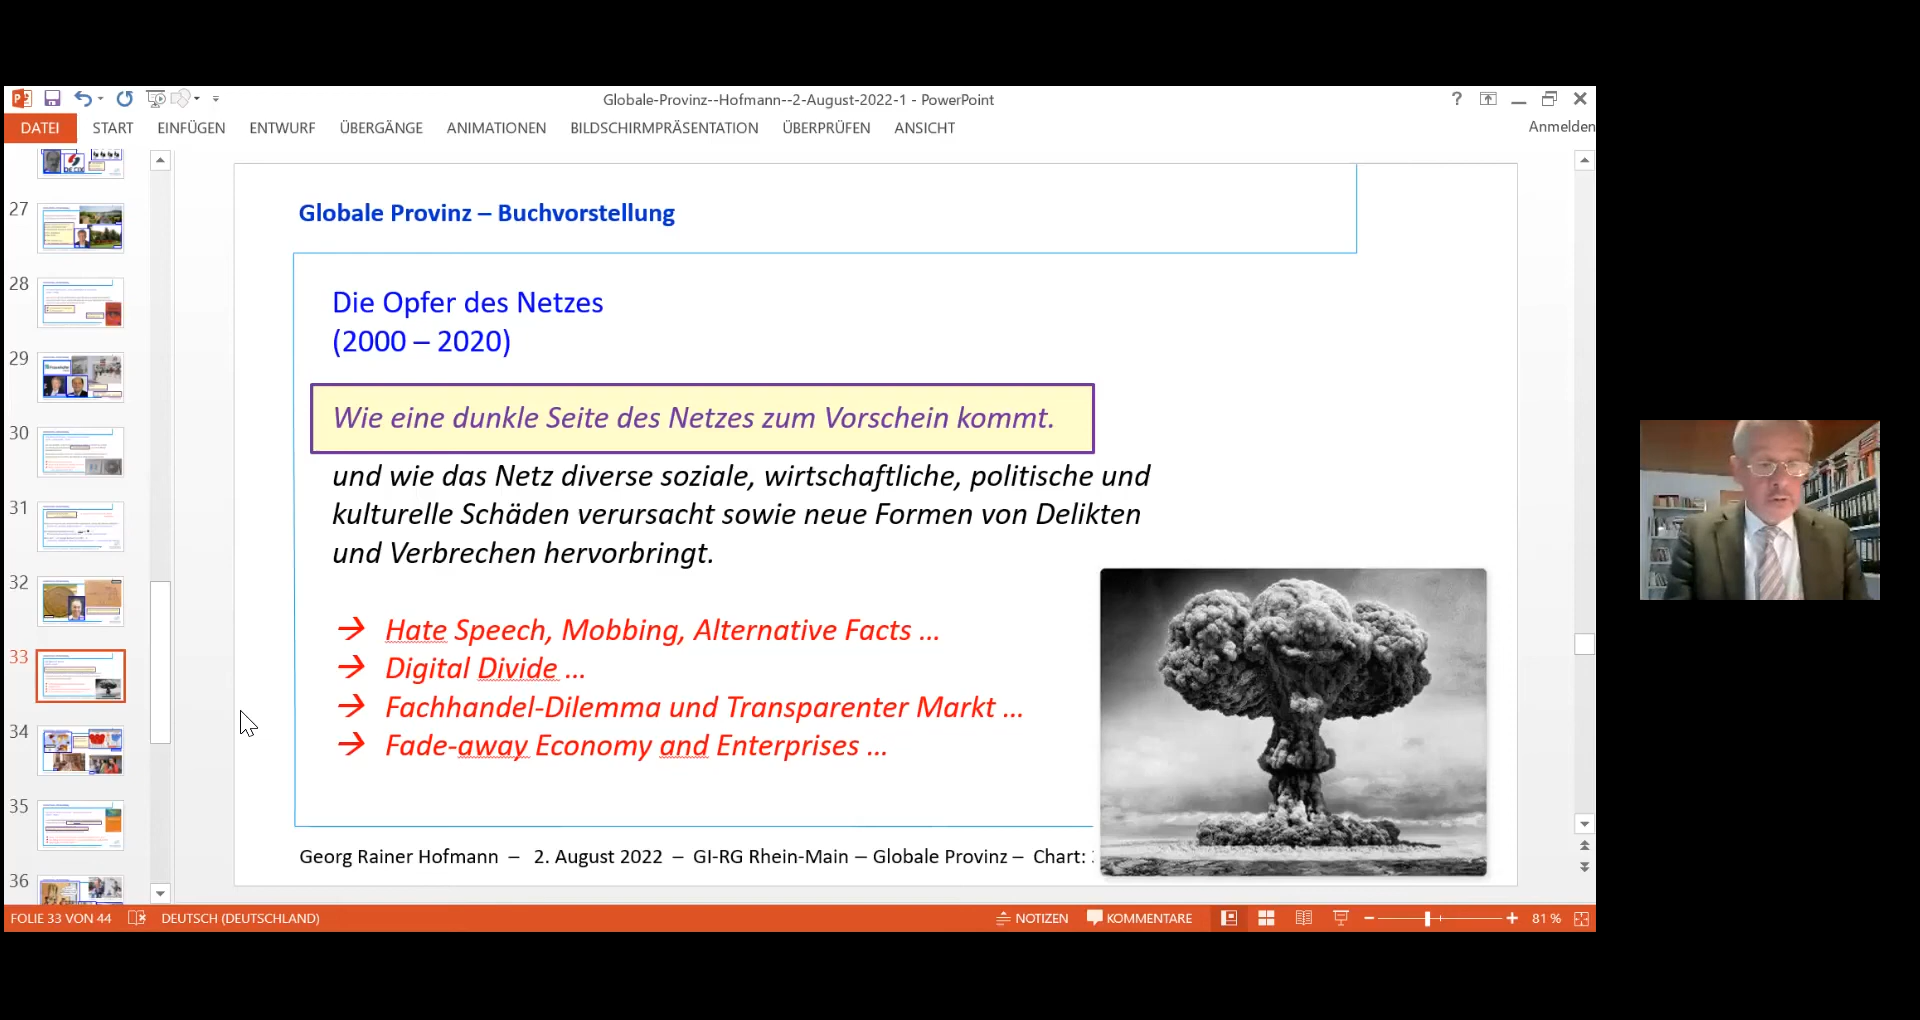 Globale-Provinz--Hofmann--2-August-2022-1 - PowerPoint
?
DATEI START EINFÜGEN ENTWURF ÜBERGÄNGE ANIMATIONEN BILDSCHIRMPRÄSENTATION ÜBERPRÜFEN ANSICHT Anmelden
27
28
29
30
31
32
33
34
35
36
Globale Provinz – Buchvorstellung
Die Opfer des Netzes
(2000 – 2020)
Wie eine dunkle Seite des Netzes zum Vorschein kommt.
und wie das Netz diverse soziale, wirtschaftliche, politische und
kulturelle Schäden verursacht sowie neue Formen von Delikten
und Verbrechen hervorbringt.
→ Hate Speech, Mobbing, Alternative Facts ...
→ Digital Divide ...
→ Fachhandel-Dilemma und Transparenter Markt ...
→ Fade-away Economy and Enterprises ...
Georg Rainer Hofmann – 2. August 2022 – GI-RG Rhein-Main – Globale Provinz – Chart:
FOLIE 33 VON 44 DEUTSCH (DEUTSCHLAND) NOTIZEN KOMMENTARE 81 %